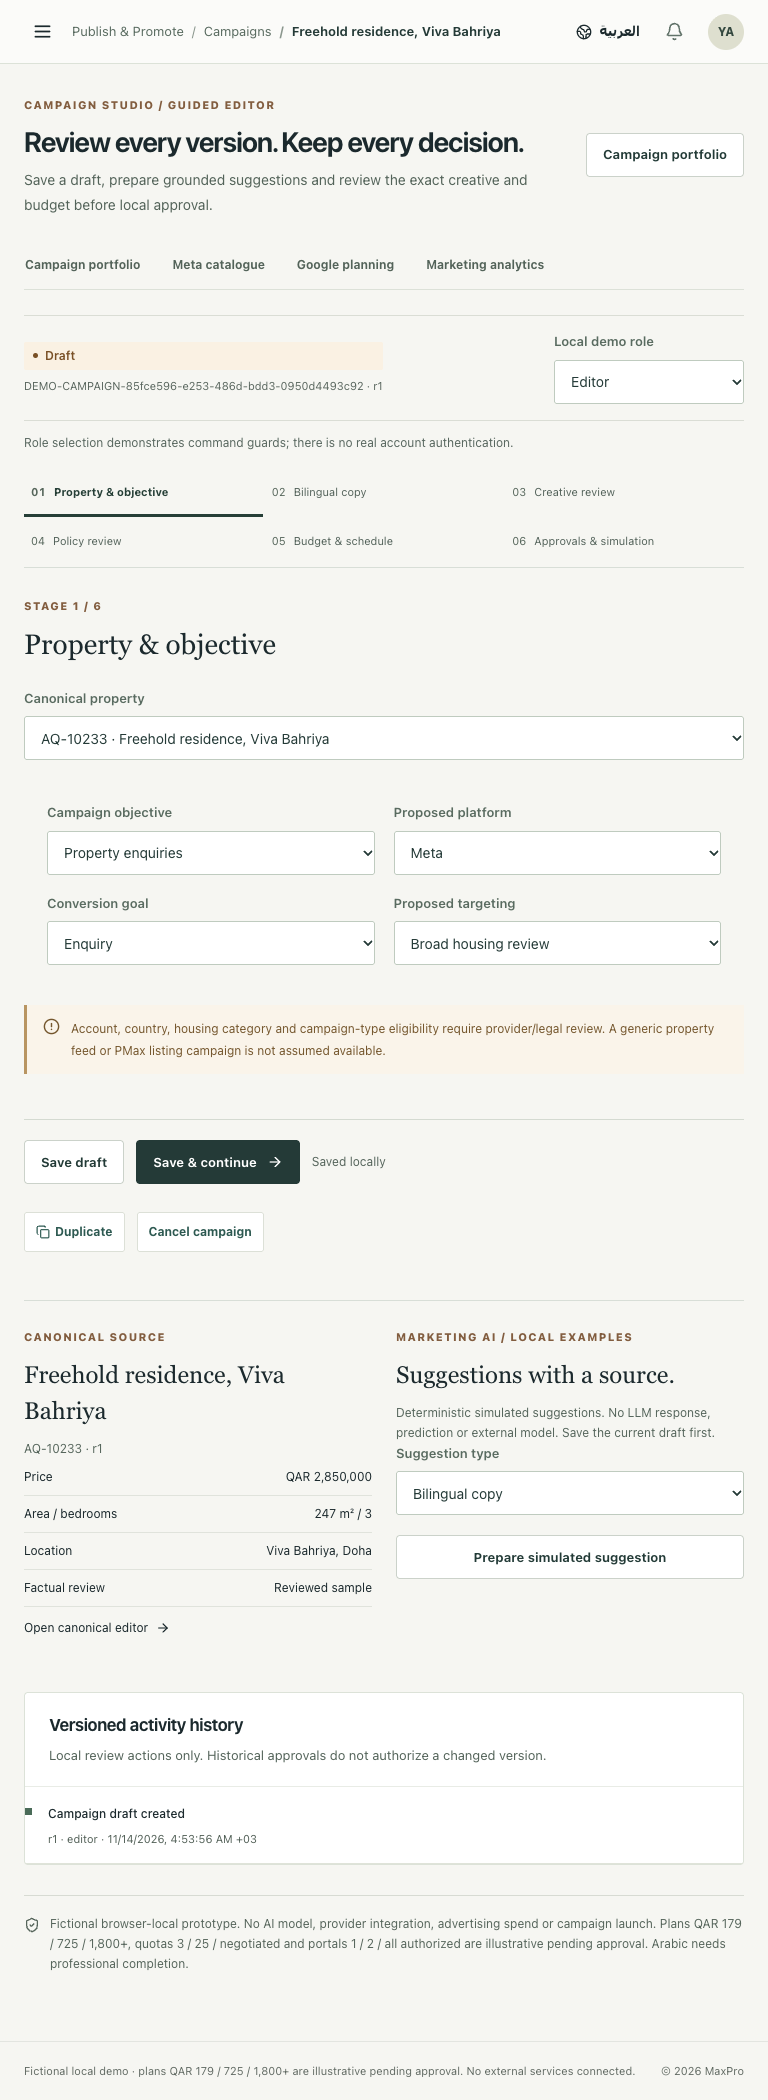 Publish & Promote / Campaigns / Freehold residence, Viva Bahriya
العربية
YA
CAMPAIGN STUDIO / GUIDED EDITOR
Review every version. Keep every decision.
Campaign portfolio
Save a draft, prepare grounded suggestions and review the exact creative and
budget before local approval.
Campaign portfolio
Meta catalogue
Google planning
Marketing analytics
Draft
DEMO-CAMPAIGN-85fce596-e253-486d-bdd3-0950d4493c92 · r1
Local demo role
Editor
Role selection demonstrates command guards; there is no real account authentication.
01 Property & objective
02 Bilingual copy
03 Creative review
04 Policy review
05 Budget & schedule
06 Approvals & simulation
STAGE 1 / 6
Property & objective
Canonical property
AQ-10233 · Freehold residence, Viva Bahriya
Campaign objective
Proposed platform
Property enquiries
Meta
Conversion goal
Proposed targeting
Enquiry
Broad housing review
Account, country, housing category and campaign-type eligibility require provider/legal review. A generic property
feed or PMax listing campaign is not assumed available.
Save draft
Save & continue
Saved locally
Duplicate
Cancel campaign
CANONICAL SOURCE
Freehold residence, Viva
Bahriya
AQ-10233 · r1
Price QAR 2,850,000
Area / bedrooms 247 m² / 3
Location Viva Bahriya, Doha
Factual review Reviewed sample
Open canonical editor
MARKETING AI / LOCAL EXAMPLES
Suggestions with a source.
Deterministic simulated suggestions. No LLM response,
prediction or external model. Save the current draft first.
Suggestion type
Bilingual copy
Prepare simulated suggestion
Versioned activity history
Local review actions only. Historical approvals do not authorize a changed version.
Campaign draft created
r1 · editor · 11/14/2026, 4:53:56 AM +03
Fictional browser-local prototype. No AI model, provider integration, advertising spend or campaign launch. Plans QAR 179
/ 725 / 1,800+, quotas 3 / 25 / negotiated and portals 1 / 2 / all authorized are illustrative pending approval. Arabic needs
professional completion.
Fictional local demo · plans QAR 179 / 725 / 1,800+ are illustrative pending approval. No external services connected.
© 2026 MaxPro